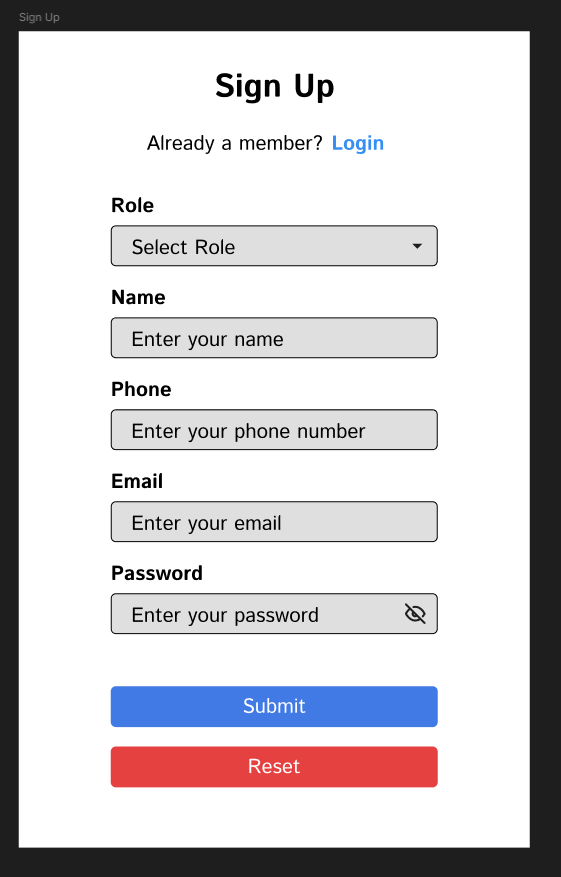 Sign Up
Sign Up
Already a member? Login
Role
Select Role
Name
Enter your name
Phone
Enter your phone number
Email
Enter your email
Password
Enter your password
Submit
Reset